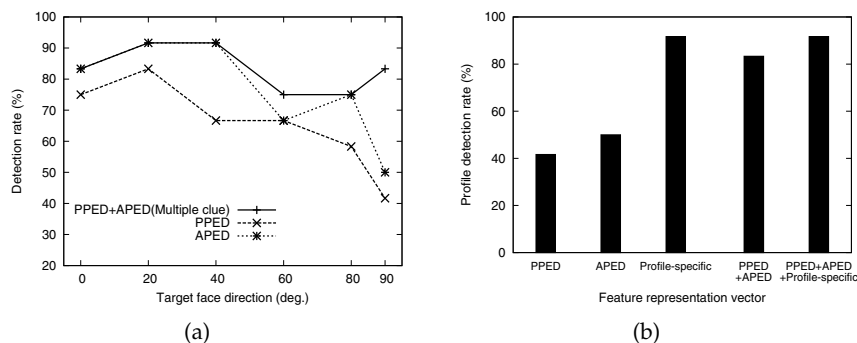 100
90
80
70
60
50
40
30
20
Detection rate (%)
PPED+APED(Multiple clue)
PPED
APED
0 20 40 60 80 90
Target face direction (deg.)
(a)
100
80
60
40
20
0
Profile detection rate (%)
PPED APED Profile-specific PPED PPED+APED
+APED +Profile-specific
Feature representation vector
(b)